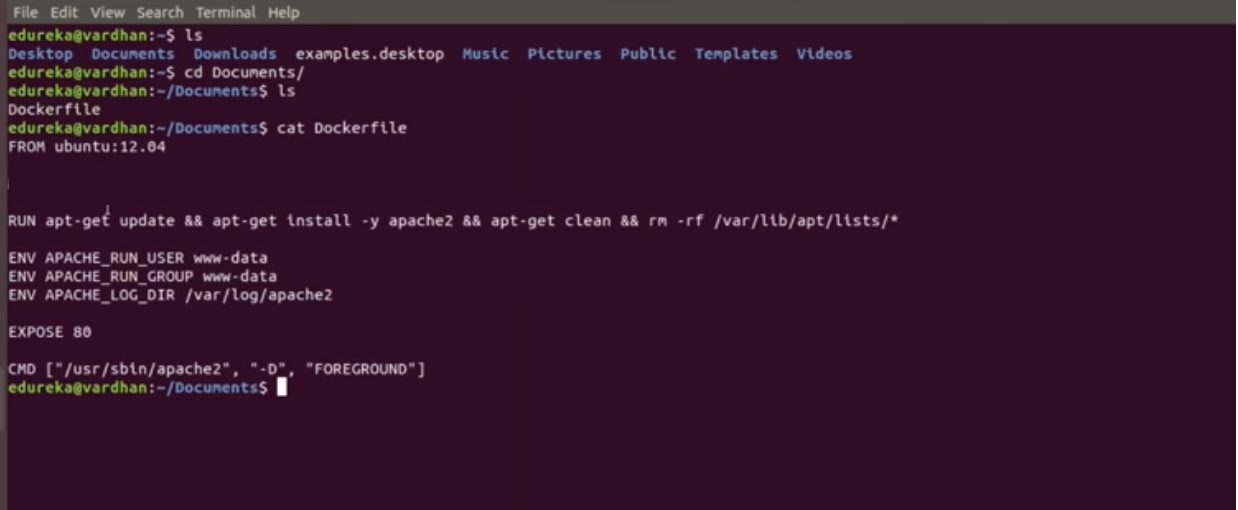 File Edit View Search Terminal Help
edureka@vardhan:~$ ls
Desktop Documents Downloads examples.desktop Music Pictures Public Templates Videos
edureka@vardhan:~$ cd Documents/
edureka@vardhan:~/Documents$ ls
Dockerfile
edureka@vardhan:~/Documents$ cat Dockerfile
FROM ubuntu:12.04
RUN apt-get update && apt-get install -y apache2 && apt-get clean && rm -rf /var/lib/apt/lists/*
ENV APACHE_RUN_USER www-data
ENV APACHE_RUN_GROUP www-data
ENV APACHE_LOG_DIR /var/log/apache2
EXPOSE 80
CMD ["/usr/sbin/apache2", "-D", "FOREGROUND"]
edureka@vardhan:~/Documents$